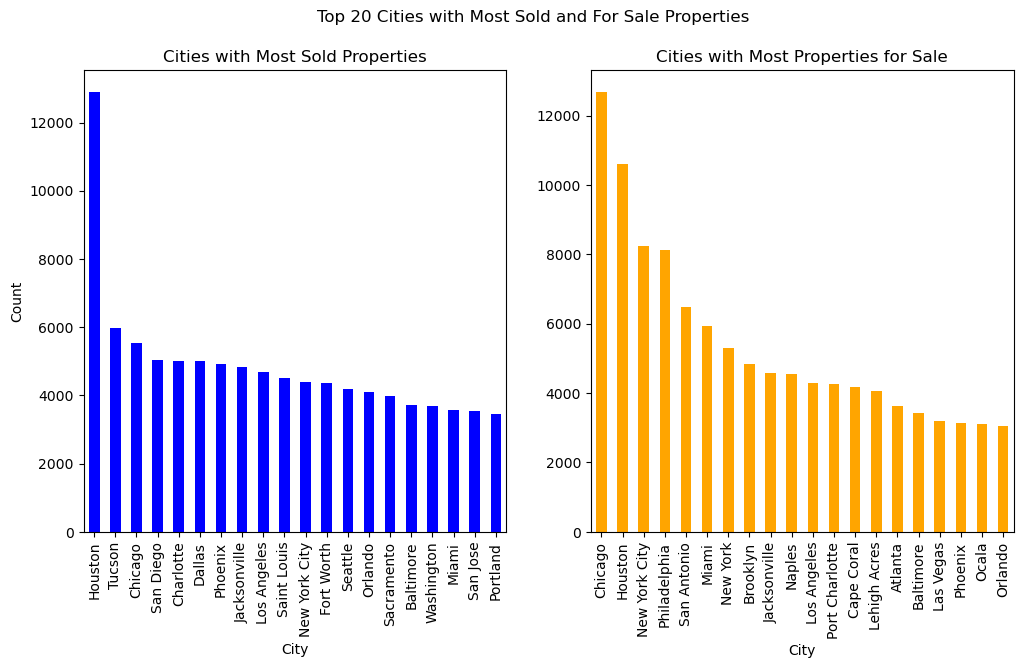 Top 20 Cities with Most Sold and For Sale Properties
Cities with Most Sold Properties
Count
12000
10000
8000
6000
4000
2000
0
Houston
Tucson
Chicago
San Diego
Charlotte
Dallas
Phoenix
Jacksonville
Los Angeles
Saint Louis
New York City
Fort Worth
Seattle
Orlando
Sacramento
Baltimore
Washington
Miami
San Jose
Portland
City
Cities with Most Properties for Sale
12000
10000
8000
6000
4000
2000
0
Chicago
Houston
New York City
Philadelphia
San Antonio
Miami
New York
Brooklyn
Jacksonville
Naples
Los Angeles
Port Charlotte
Cape Coral
Lehigh Acres
Atlanta
Baltimore
Las Vegas
Phoenix
Ocala
Orlando
City